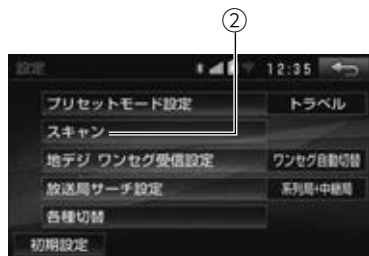 ②
設定 12:35
プリセットモード設定 トラベル
スキャン
地デジ ワンセグ受信設定 ワンセグ自動切替
放送局サーチ設定 系列局+中継局
各種切替
初期設定